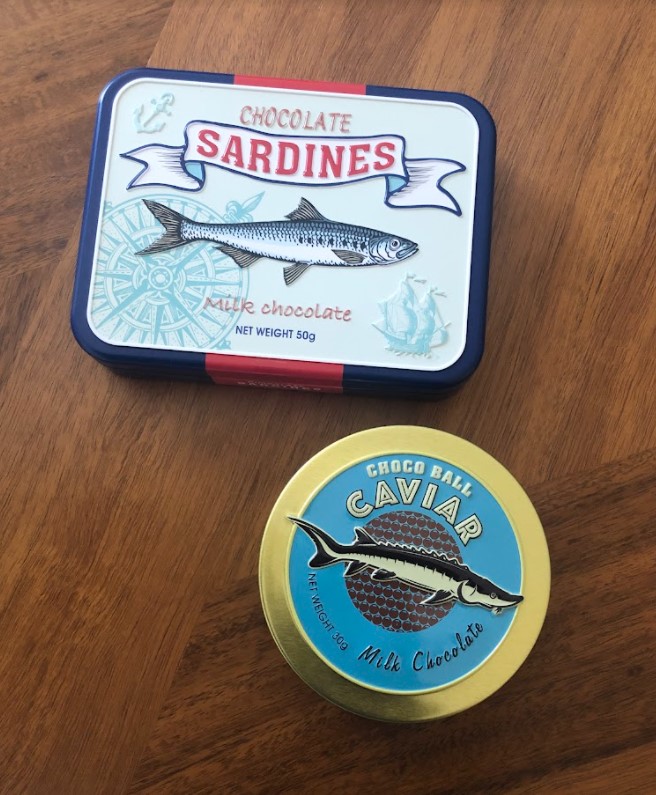 CHOCOLATE
SARDINES
Milk chocolate
NET WEIGHT 50g
CHOCO BALL
CAVIAR
NET WEIGHT 30g
Milk Chocolate